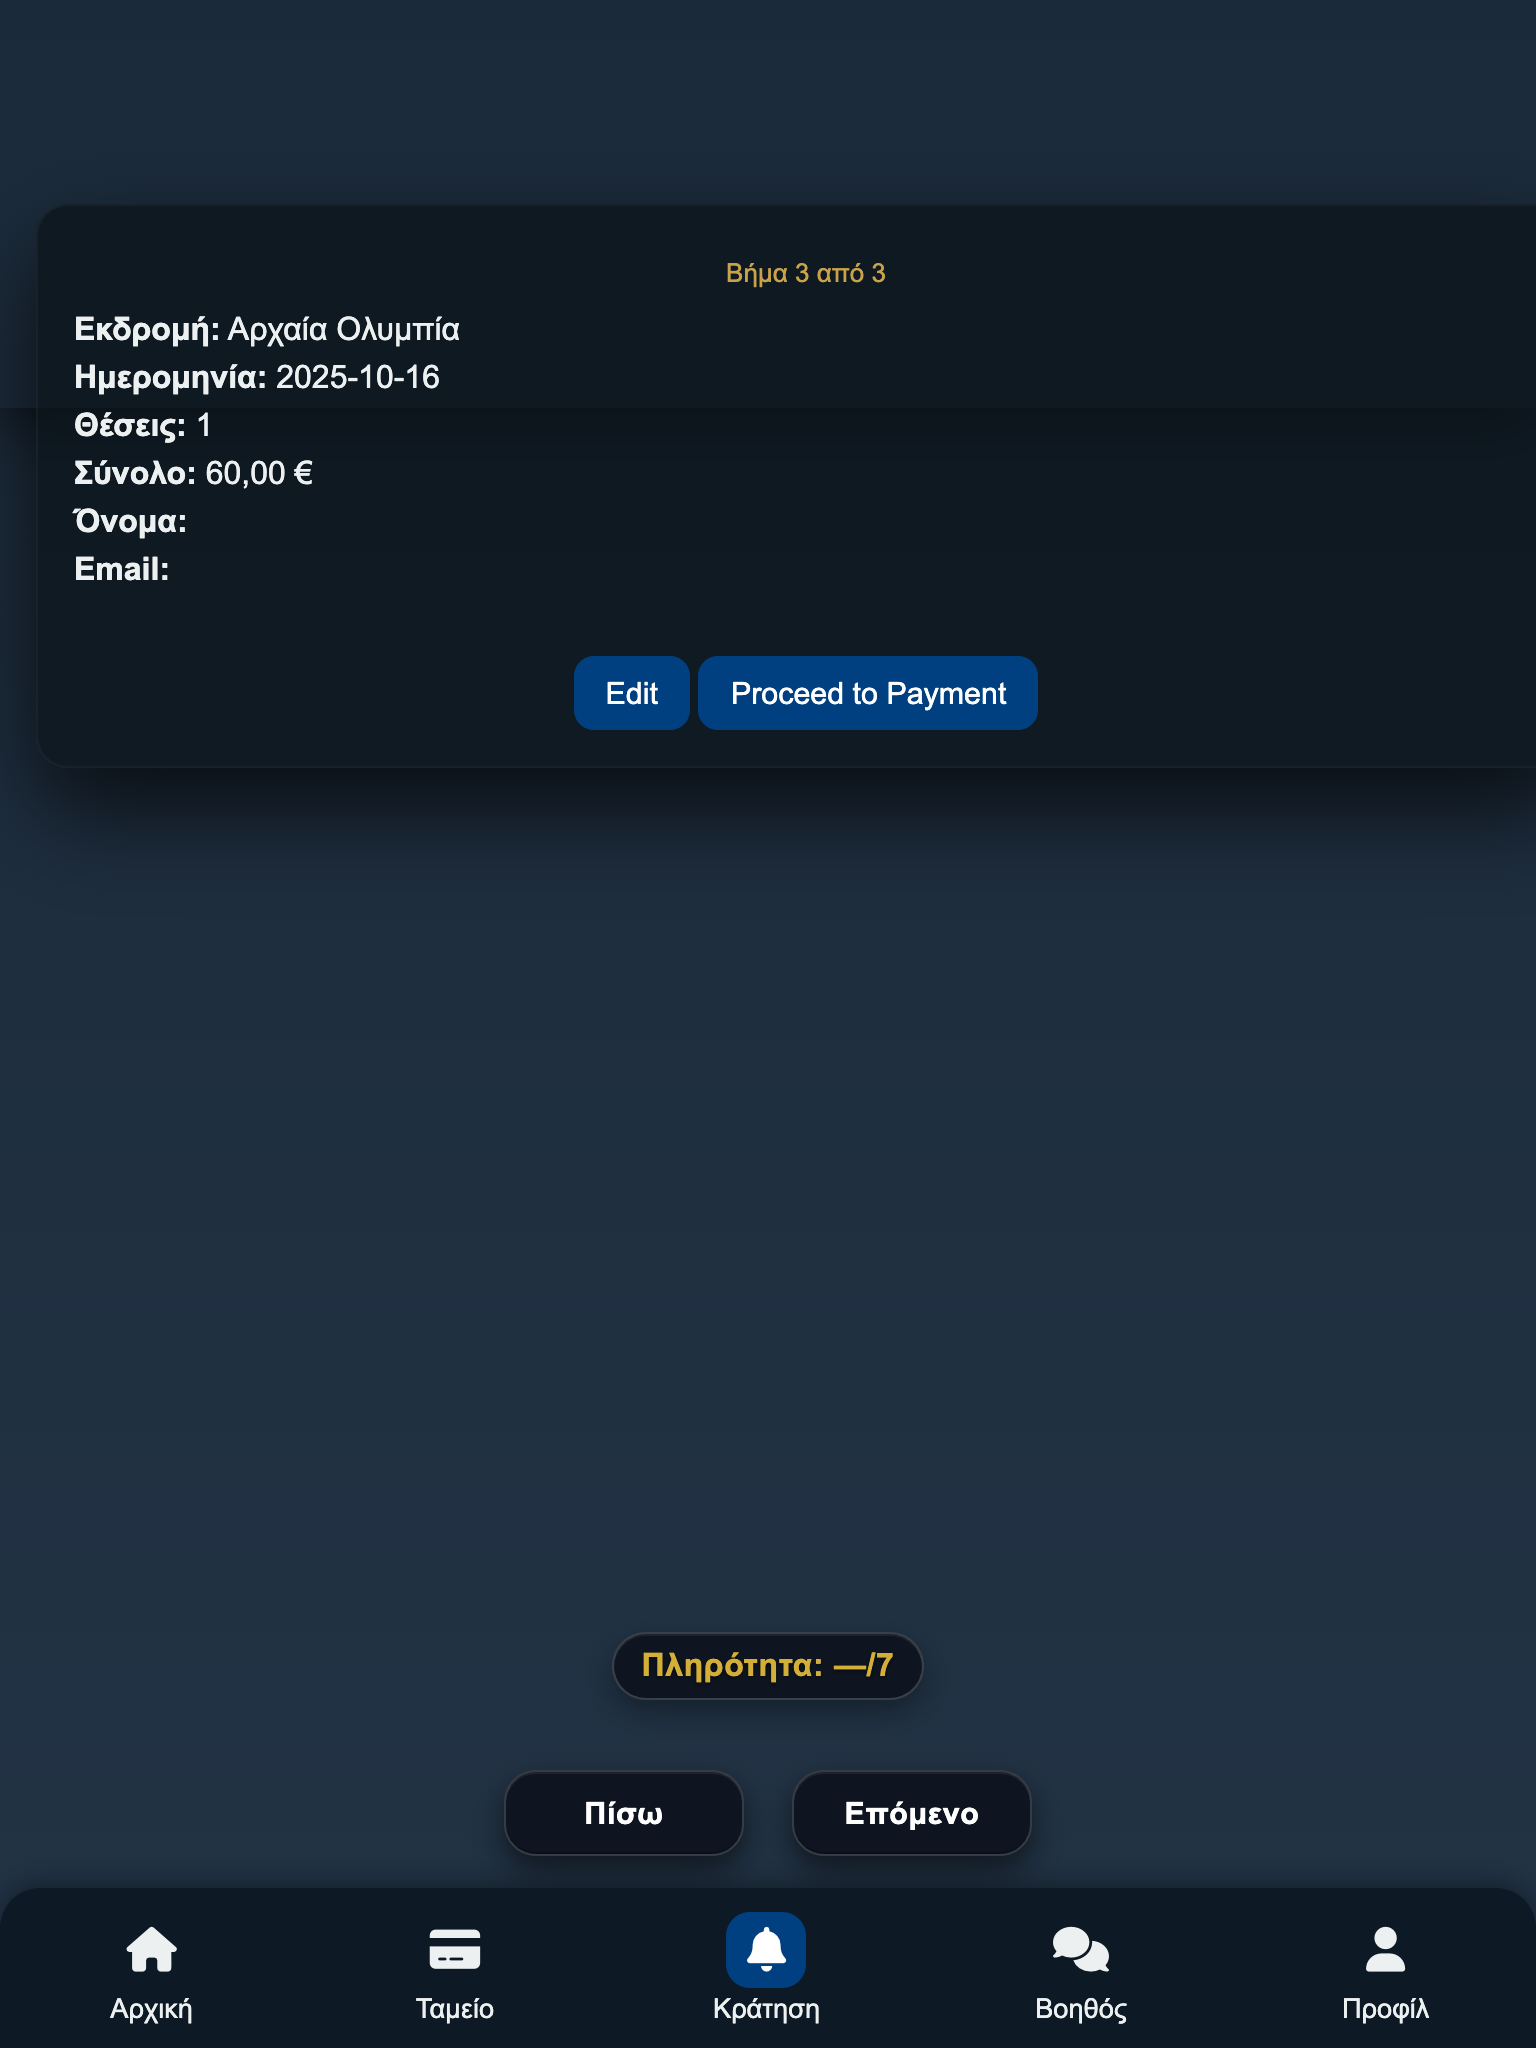 Βήμα 3 από 3
Εκδρομή: Αρχαία Ολυμπία
Ημερομηνία: 2025-10-16
Θέσεις: 1
Σύνολο: 60,00 €
Όνομα:
Email:
Edit Proceed to Payment
Πληρότητα: —/7
Πίσω Επόμενο
Αρχική Ταμείο Κράτηση Βοηθός Προφίλ